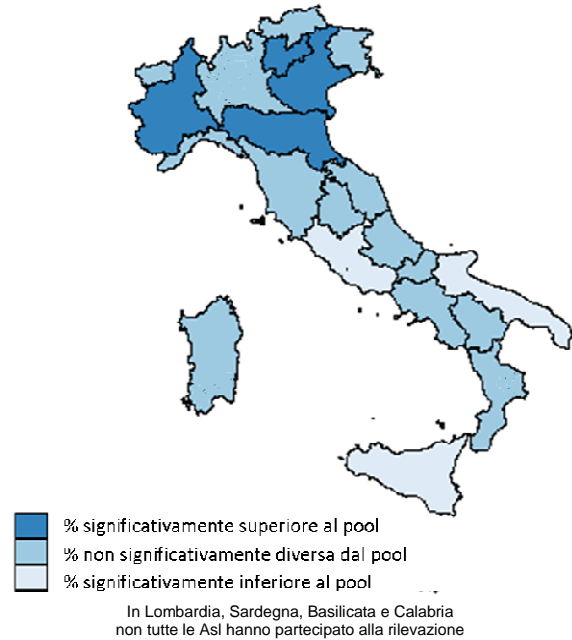 % significativamente superiore al pool
% non significativamente diversa dal pool
% significativamente inferiore al pool
In Lombardia, Sardegna, Basilicata e Calabria
non tutte le Asl hanno partecipato alla rilevazione